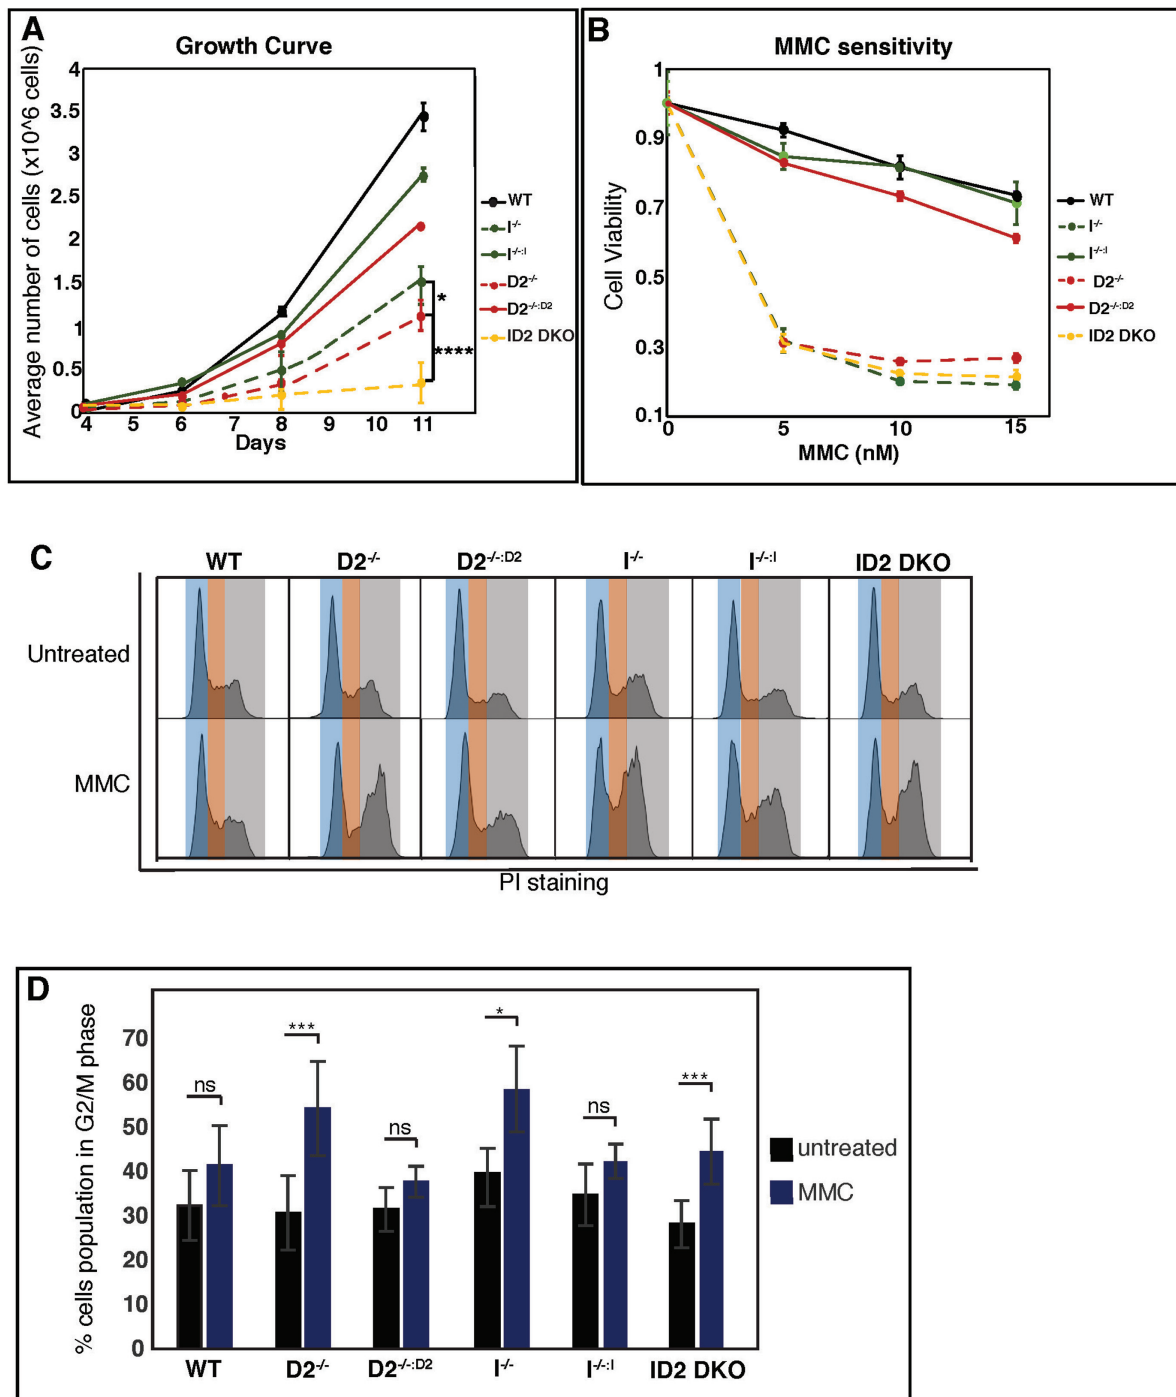 A
Growth Curve
Average number of cells (x10^6 cells)
4
3.5
3
2.5
2
1.5
1
0.5
0
4 5 6 7 8 9 10 11
Days
*
****
WT
I-/-
I-/-:I
D2-/-
D2-/-:D2
ID2 DKO
B
MMC sensitivity
Cell Viability
1
0.9
0.7
0.5
0.3
0.1
0 5 10 15
MMC (nM)
WT
I-/-
I-/-:I
D2-/-
D2-/-:D2
ID2 DKO
C
WT D2-/- D2-/-:D2 I-/- I-/-:I ID2 DKO
Untreated
MMC
PI staining
D
% cells population in G2/M phase
70
60
50
40
30
20
10
0
ns *** ns * ns ***
WT D2-/- D2-/-:D2 I-/- I-/-:I ID2 DKO
untreated
MMC